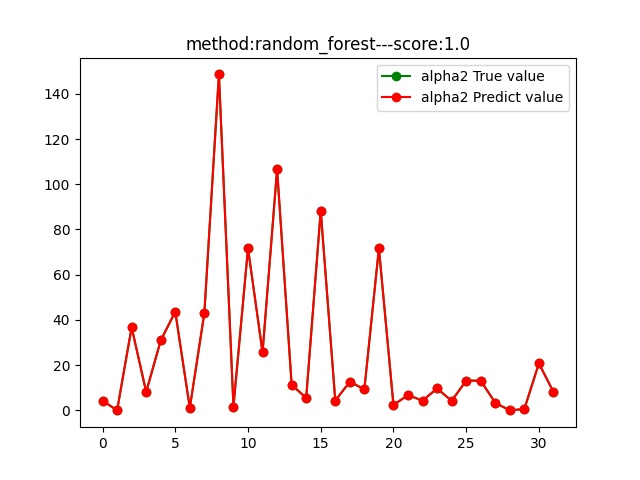 method:random_forest---score:1.0
alpha2 True value
alpha2 Predict value
140
120
100
80
60
40
20
0
0 5 10 15 20 25 30